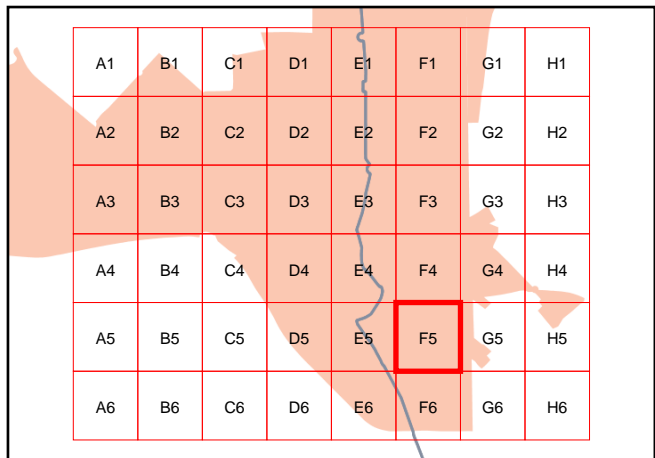 A1 B1 C1 D1 E1 F1 G1 H1
A2 B2 C2 D2 E2 F2 G2 H2
A3 B3 C3 D3 E3 F3 G3 H3
A4 B4 C4 D4 E4 F4 G4 H4
A5 B5 C5 D5 E5 F5 G5 H5
A6 B6 C6 D6 E6 F6 G6 H6